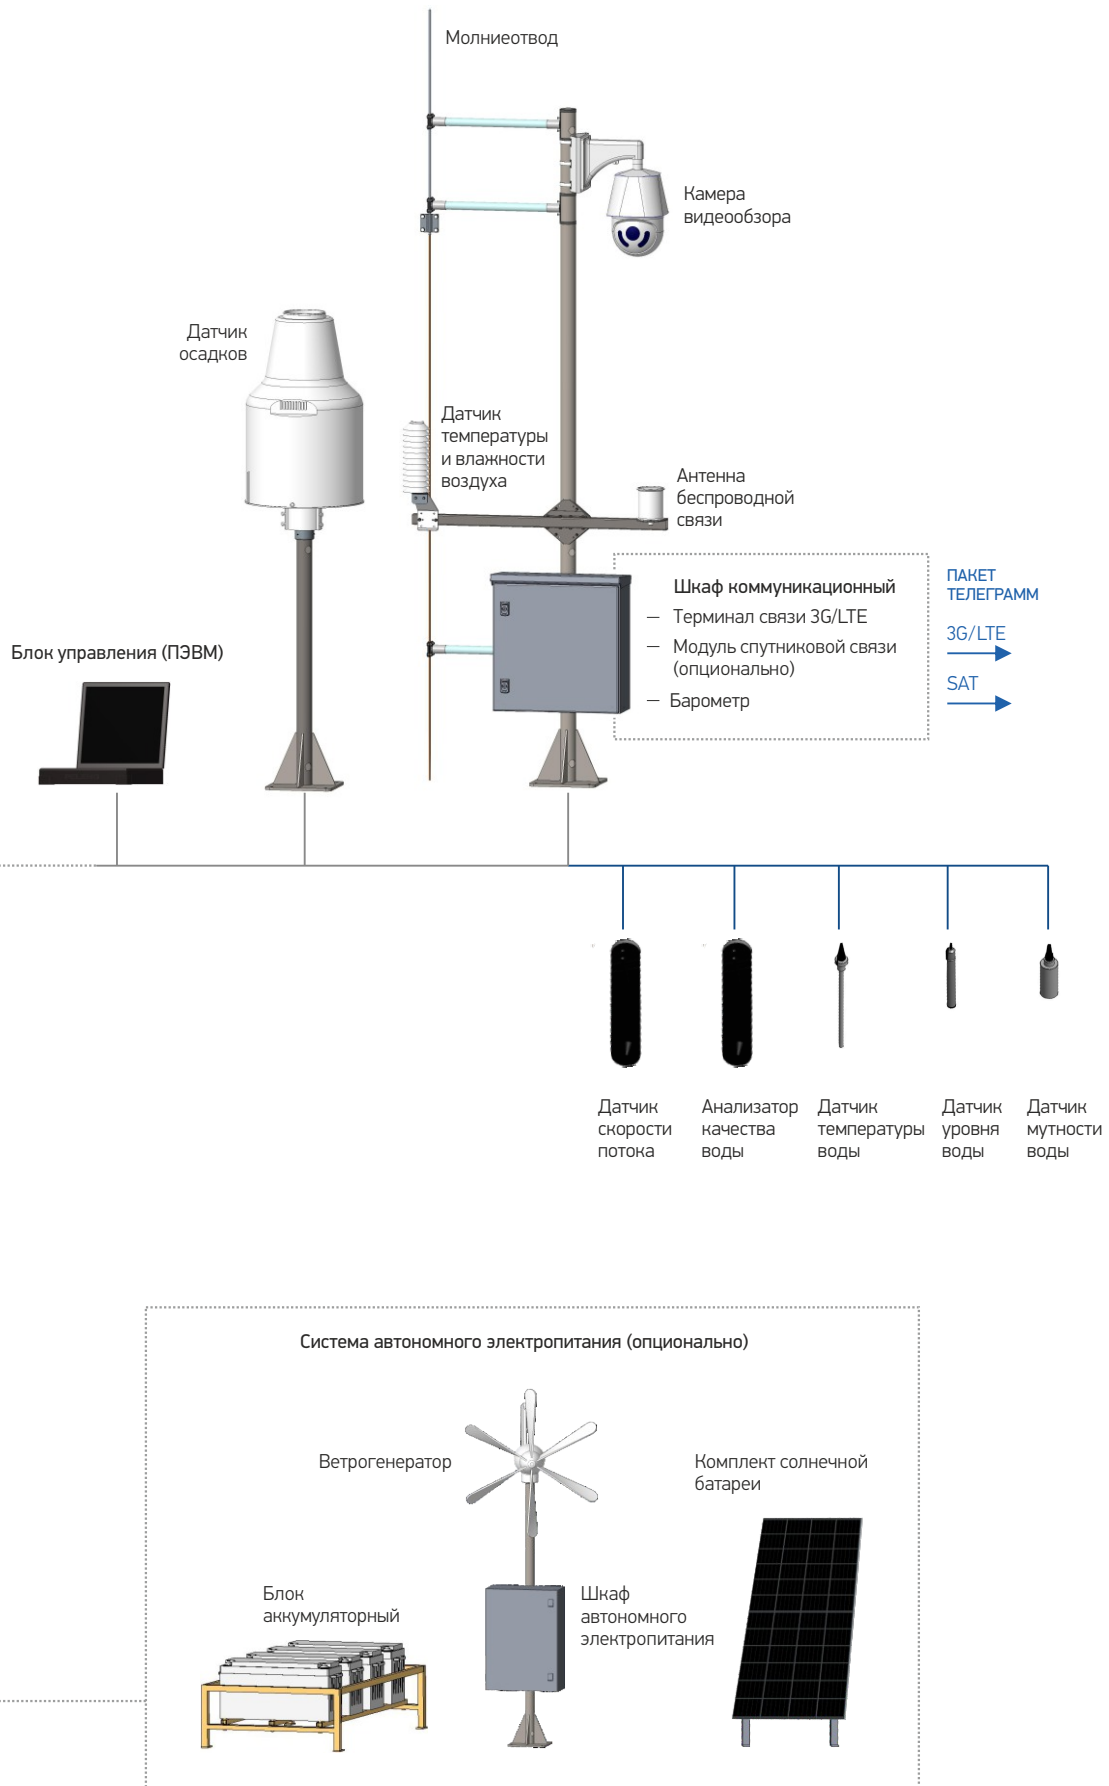 Молниеотвод
Камера
видеообзора
Датчик
осадков
Датчик
температуры
и влажности
воздуха
Антенна
беспроводной
связи
Шкаф коммуникационный
— Терминал связи 3G/LTE
— Модуль спутниковой связи
(опционально)
— Барометр
ПАКЕТ
ТЕЛЕГРАММ
3G/LTE
SAT
Блок управления (ПЭВМ)
Датчик
скорости
потока
Анализатор
качества
воды
Датчик
температуры
воды
Датчик
уровня
воды
Датчик
мутности
воды
Система автономного электропитания (опционально)
Ветрогенератор
Комплект солнечной
батареи
Блок
аккумуляторный
Шкаф
автономного
электропитания